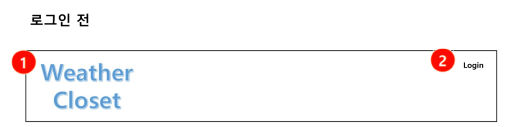 로그인 전
1
Weather
Closet
2
Login